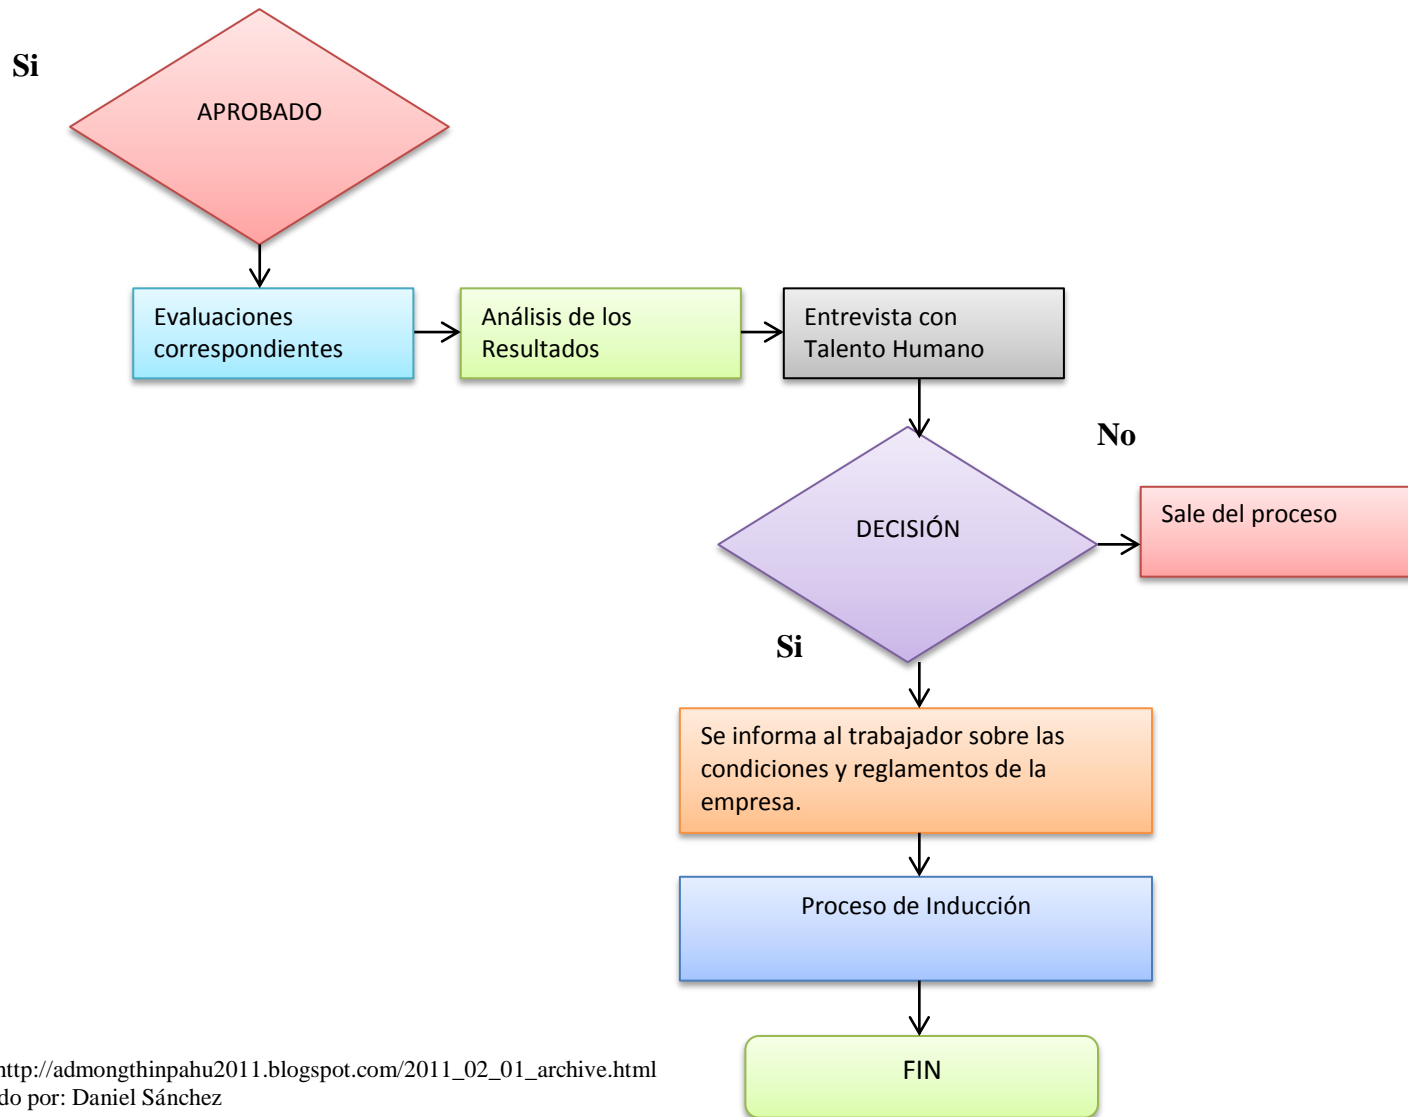 Si
APROBADO
Evaluaciones
correspondientes
Análisis de los
Resultados
Entrevista con
Talento Humano
No
Sale del proceso
DECISIÓN
Si
Se informa al trabajador sobre las
condiciones y reglamentos de la
empresa.
Proceso de Inducción
FIN
http://admongthinpahu2011.blogspot.com/2011_02_01_archive.html
do por: Daniel Sánchez